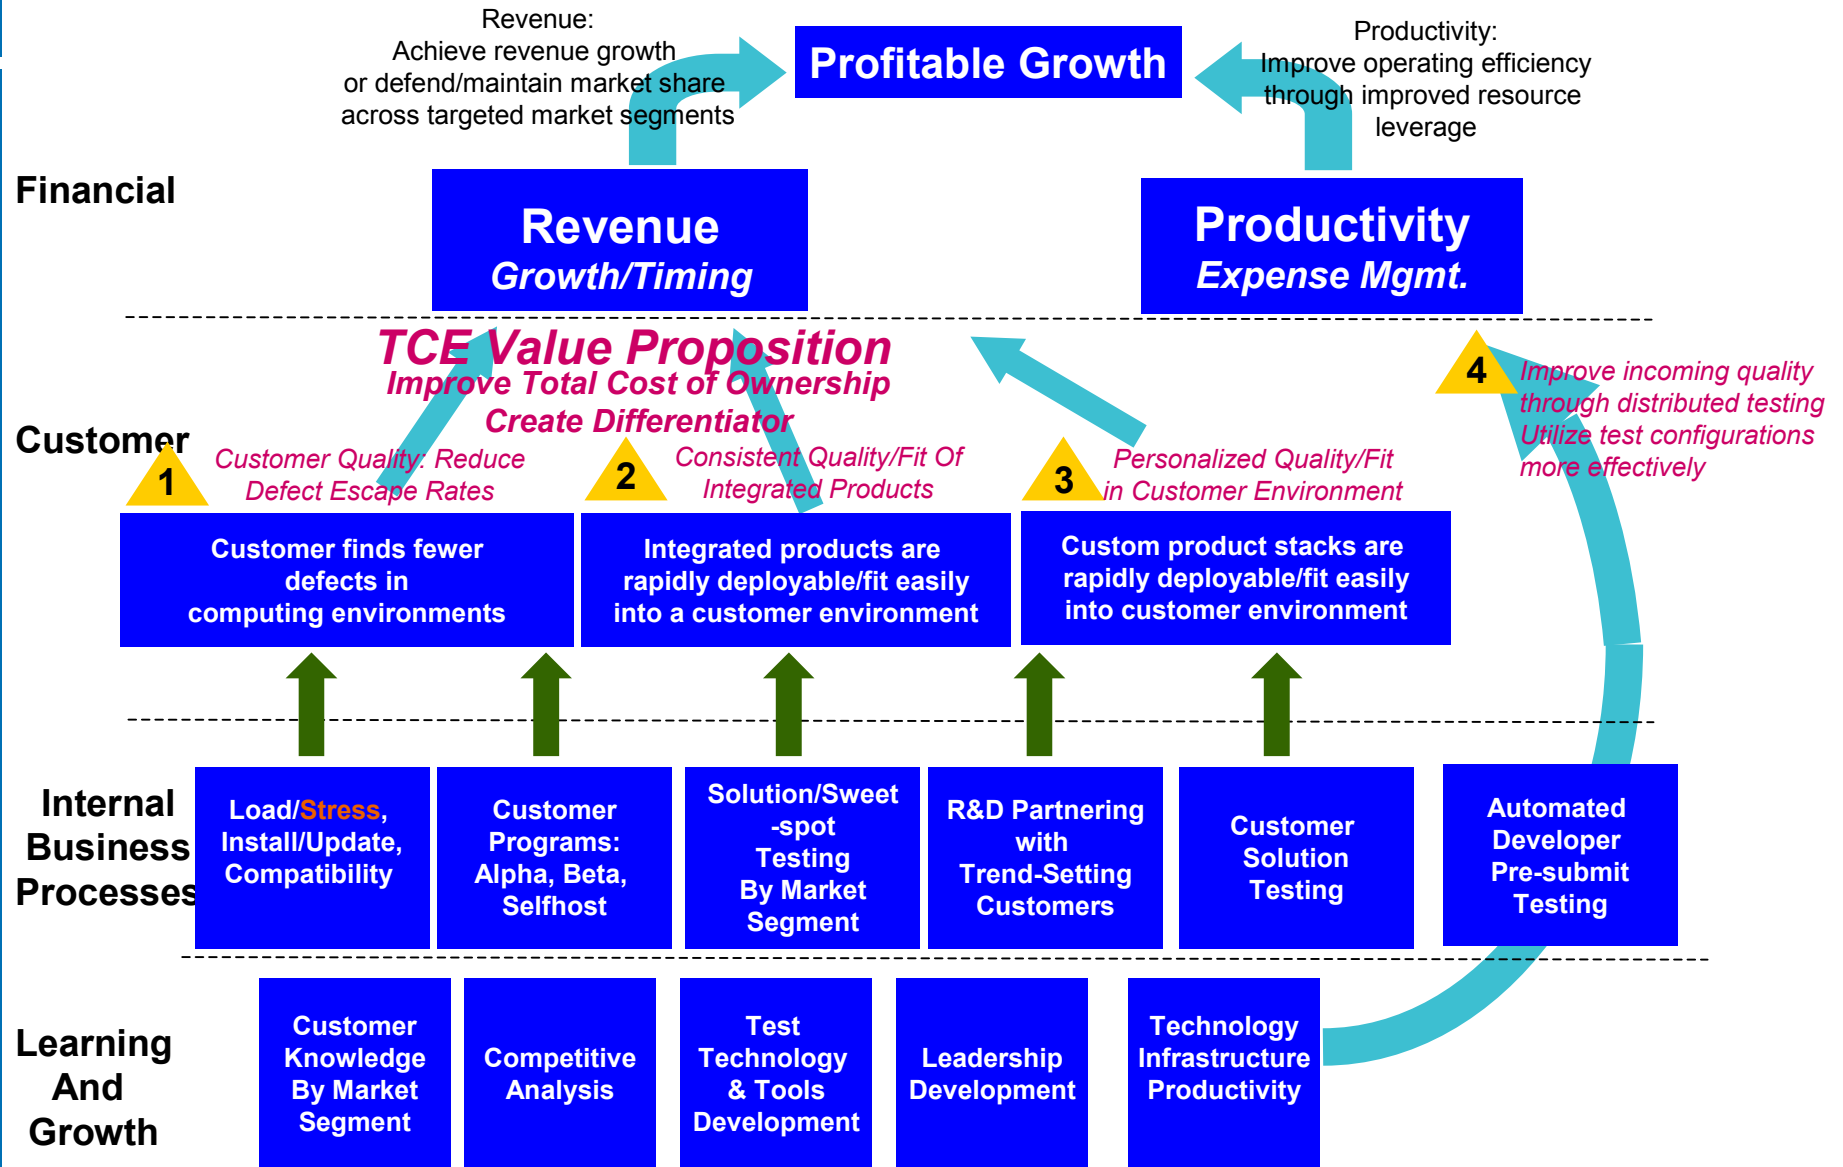 Revenue:
Achieve revenue growth
or defend/maintain market share
across targeted market segments
Profitable Growth
Productivity:
Improve operating efficiency
through improved resource
leverage
Financial
Revenue
Growth/Timing
Productivity
Expense Mgmt.
TCE Value Proposition
Improve Total Cost of Ownership
Create Differentiator
Customer
1
Customer Quality: Reduce
Defect Escape Rates
2
Consistent Quality/Fit Of
Integrated Products
3
Personalized Quality/Fit
in Customer Environment
4
Improve incoming quality
through distributed testing
Utilize test configurations
more effectively
Customer finds fewer
defects in
computing environments
Integrated products are
rapidly deployable/fit easily
into a customer environment
Custom product stacks are
rapidly deployable/fit easily
into customer environment
Internal
Business
Processes
Load/Stress,
Install/Update,
Compatibility
Customer
Programs:
Alpha, Beta,
Selfhost
Solution/Sweet
-spot
Testing
By Market
Segment
R&D Partnering
with
Trend-Setting
Customers
Customer
Solution
Testing
Automated
Developer
Pre-submit
Testing
Learning
And
Growth
Customer
Knowledge
By Market
Segment
Competitive
Analysis
Test
Technology
& Tools
Development
Leadership
Development
Technology
Infrastructure
Productivity